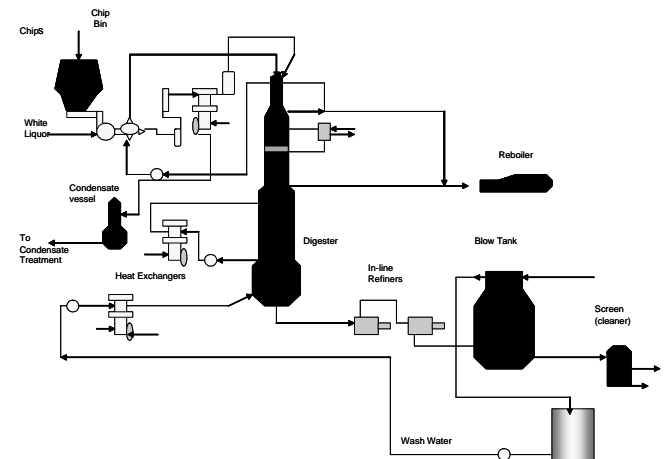 Chip
Bin
Chips
White
Liquor
Reboiler
Condensate
vessel
To
Condensate
Treatment
Digester
Blow Tank
Heat Exchangers
In-line
Refiners
Screen
(cleaner)
Wash Water